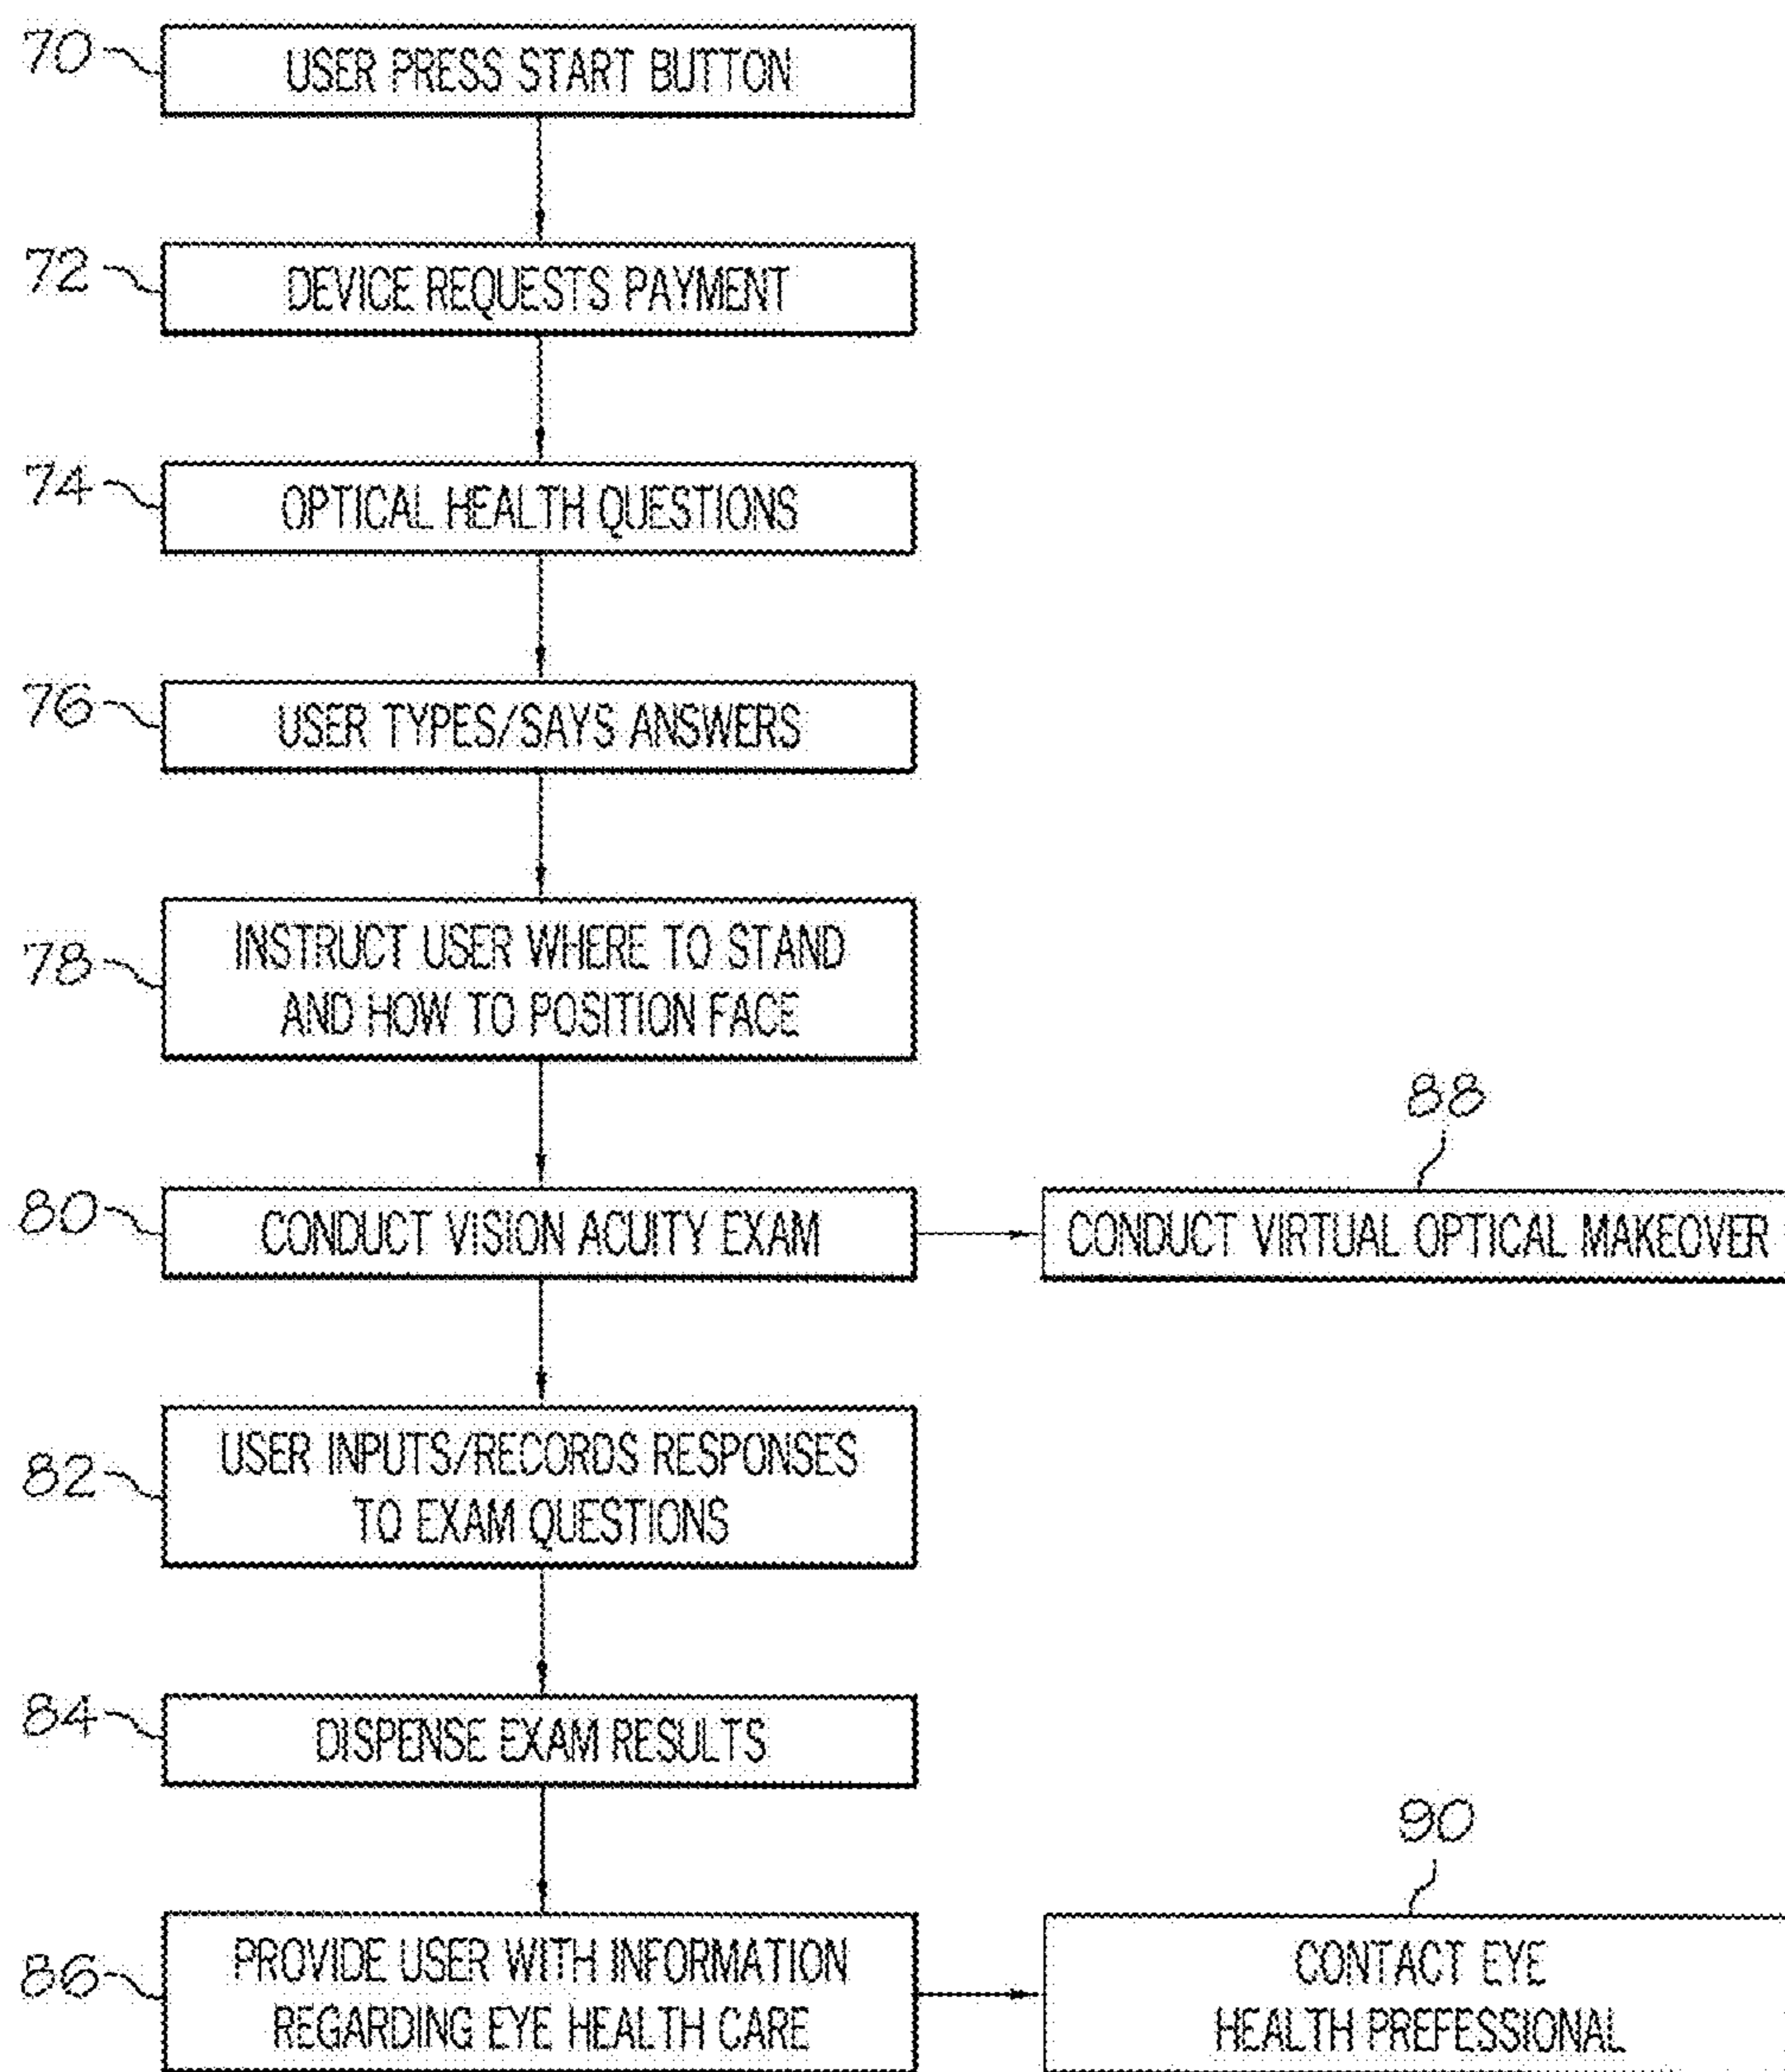 70
USER PRESS START BUTTON
72
DEVICE REQUESTS PAYMENT
74
OPTICAL HEALTH QUESTIONS
76
USER TYPES/SAYS ANSWERS
78
INSTRUCT USER WHERE TO STAND
AND HOW TO POSITION FACE
80
CONDUCT VISION ACUITY EXAM
88
CONDUCT VIRTUAL OPTICAL MAKEOVER
82
USER INPUTS/RECORDS RESPONSES
TO EXAM QUESTIONS
84
DISPENSE EXAM RESULTS
86
PROVIDE USER WITH INFORMATION
REGARDING EYE HEALTH CARE
90
CONTACT EYE
HEALTH PREFESSIONAL